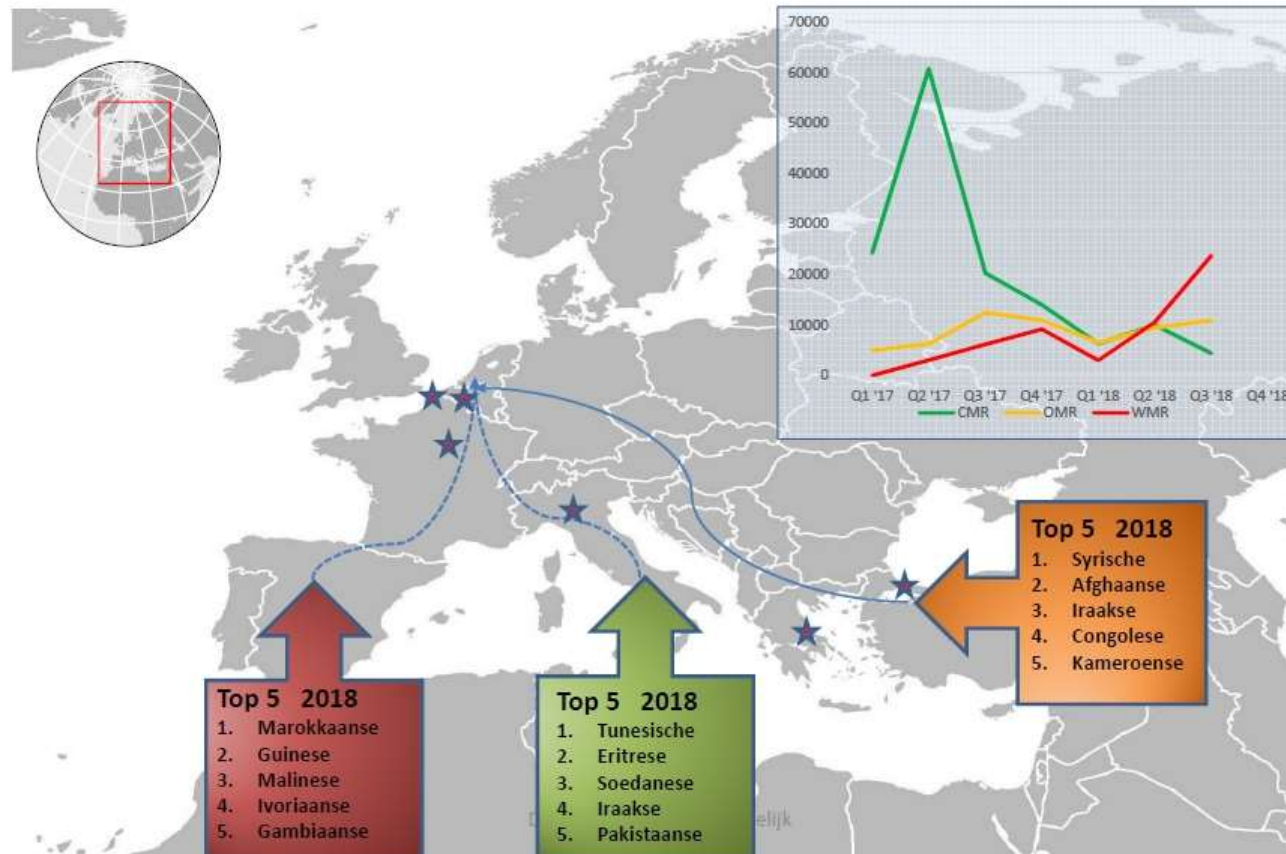 70000
60000
50000
40000
30000
20000
10000
0
Q1 '17 Q2 '17 Q3 '17 Q4 '17 Q1 '18 Q2 '18 Q3 '18 Q4 '18
CMR OMR WMR
Top 5 2018
1. Syrische
2. Afghaanse
3. Iraakse
4. Congolese
5. Kameroense
Top 5 2018
1. Marokkaanse
2. Guinese
3. Malinese
4. Ivoriaanse
5. Gambiaanse
Top 5 2018
1. Tunesische
2. Eritrese
3. Soedanese
4. Iraakse
5. Pakistaanse